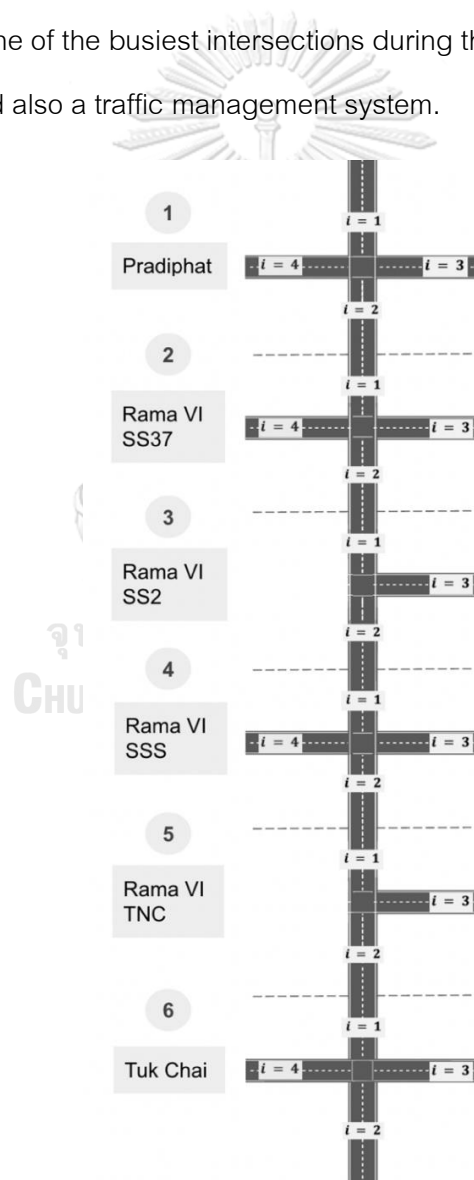 ne of the busiest intersections during th
d also a traffic management system.
1
i = 1
Pradiphat
i = 4
i = 3
i = 2
2
i = 1
Rama VI
SS37
i = 4
i = 3
i = 2
3
i = 1
Rama VI
SS2
i = 3
i = 2
4
i = 1
Rama VI
SSS
i = 4
i = 3
i = 2
5
i = 1
Rama VI
TNC
i = 3
i = 2
6
i = 1
Tuk Chai
i = 4
i = 3
i = 2
จุ
CHU